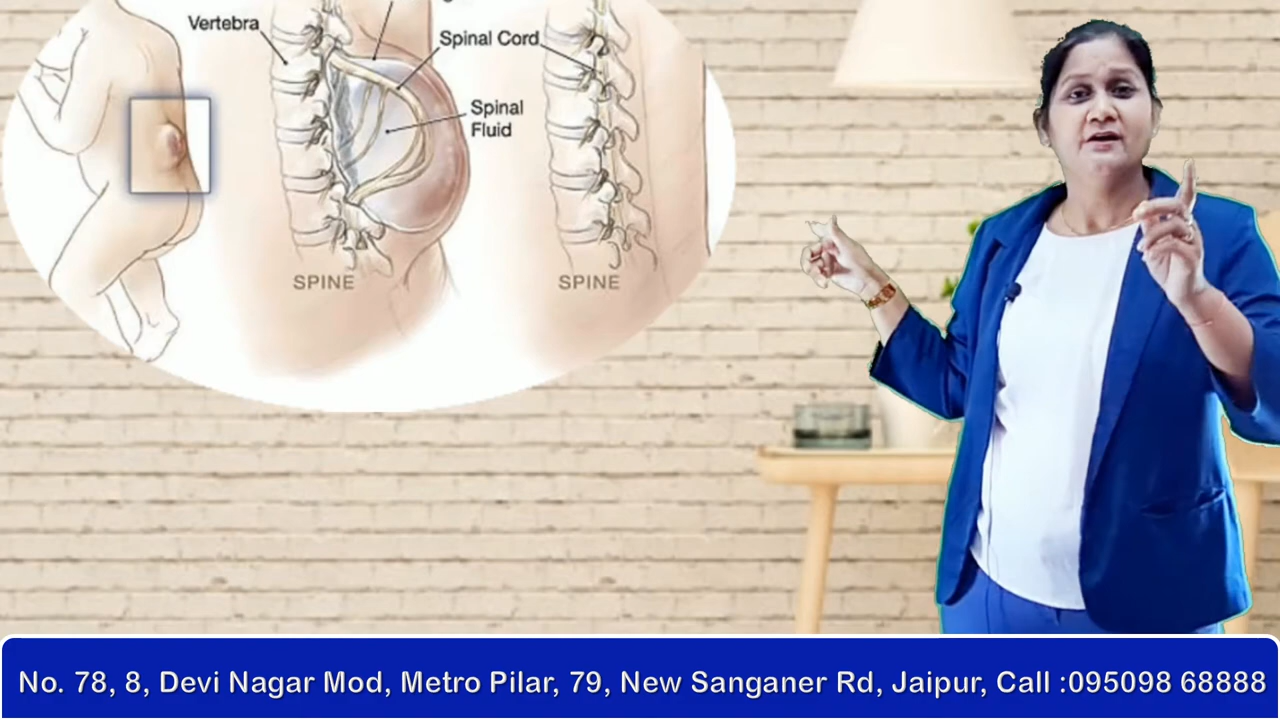 Vertebra
Spinal Cord
Spinal
Fluid
SPINE
SPINE
No. 78, 8, Devi Nagar Mod, Metro Pilar, 79, New Sanganer Rd, Jaipur, Call :095098 68888